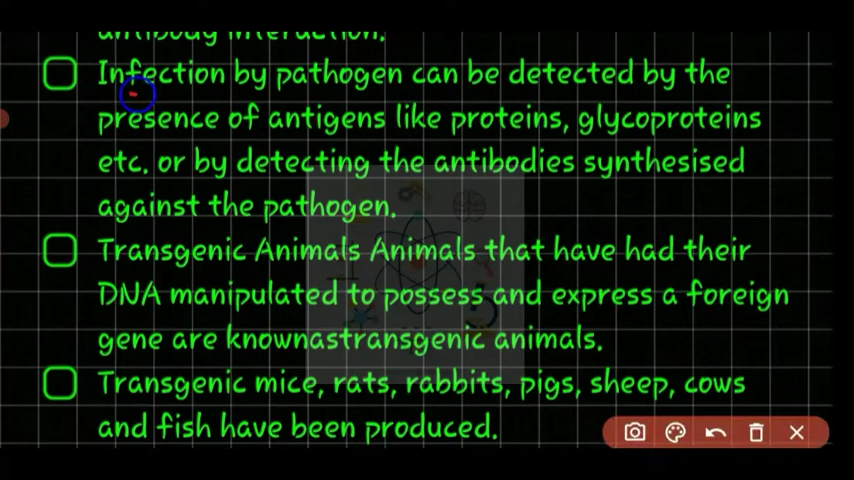 antibody interaction.
Infection by pathogen can be detected by the
presence of antigens like proteins, glycoproteins
etc. or by detecting the antibodies synthesised
against the pathogen.
Transgenic Animals Animals that have had their
DNA manipulated to possess and express a foreign
gene are knownastransgenic animals.
Transgenic mice, rats, rabbits, pigs, sheep, cows
and fish have been produced.